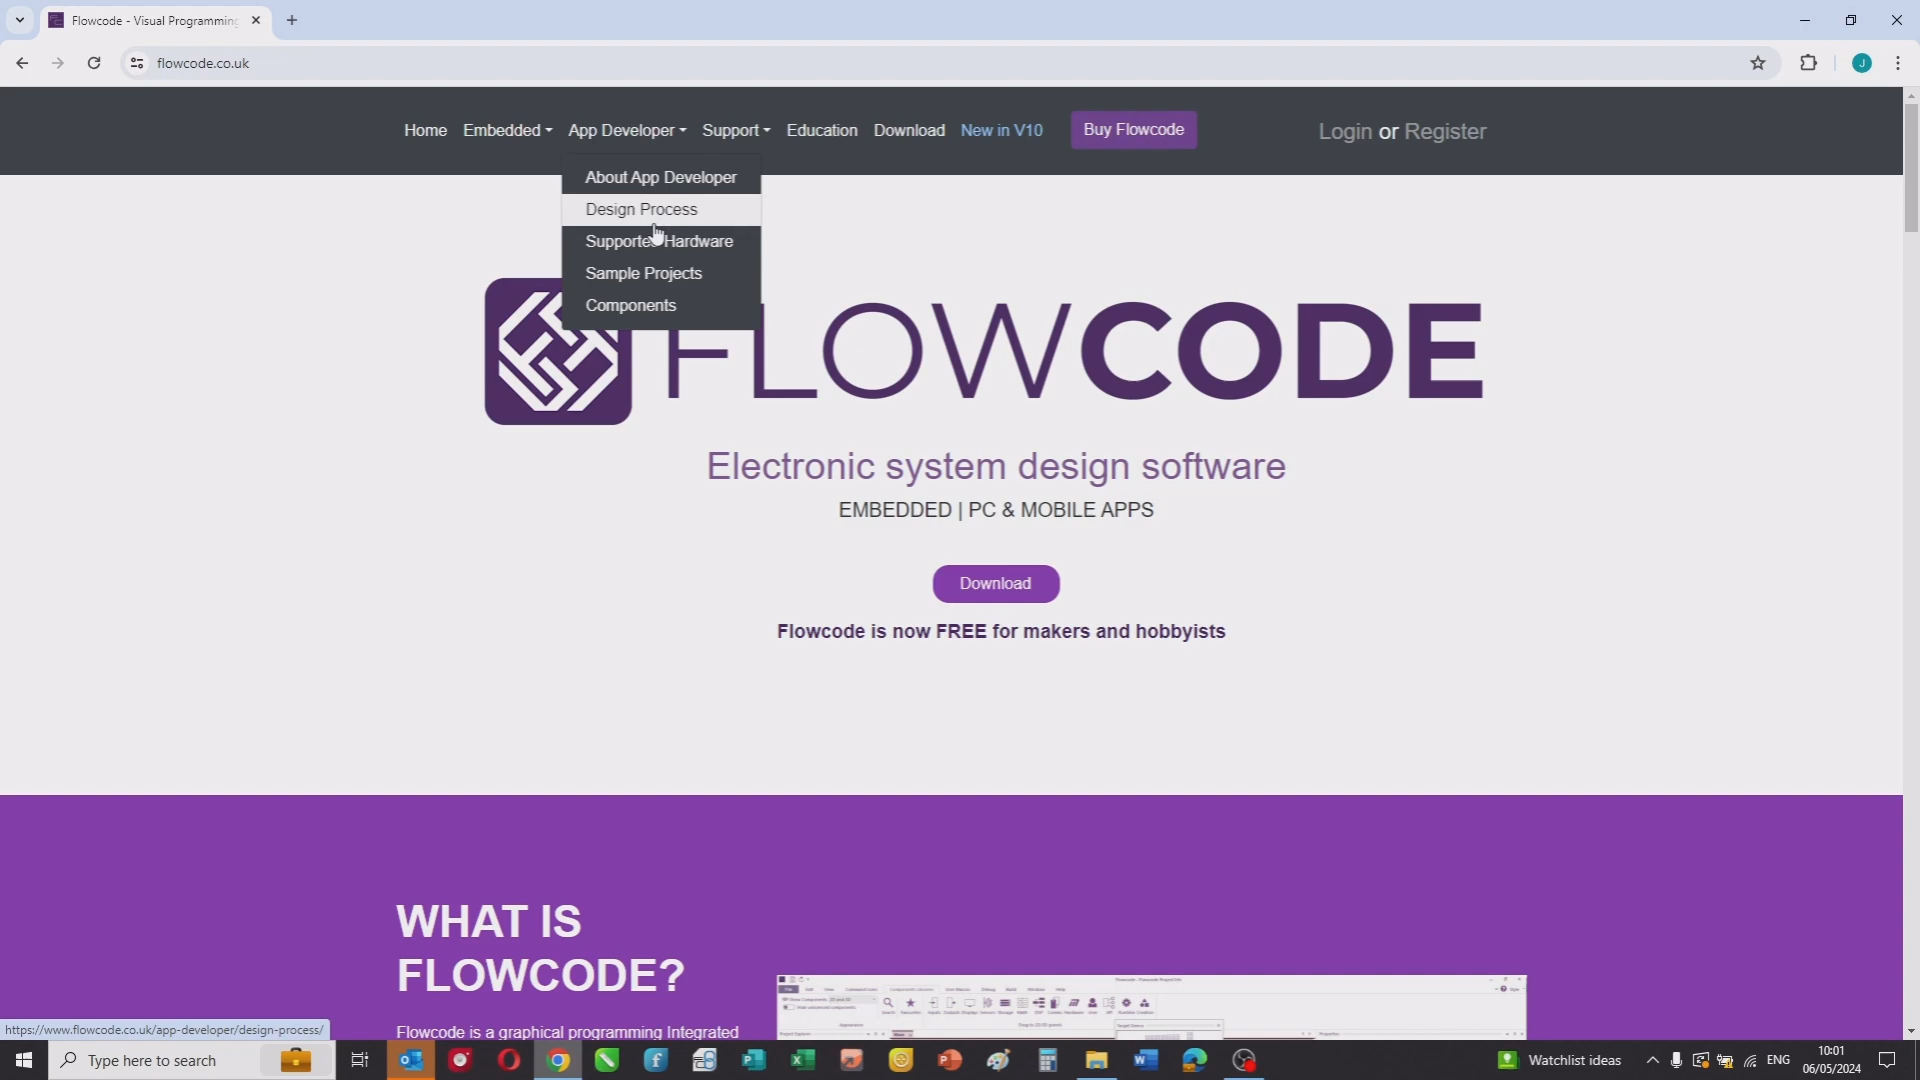 Flowcode - Visual Programming
flowcode.co.uk
J
Home Embedded App Developer Support Education Download New in V10 Buy Flowcode Login or Register
About App Developer
Design Process
Supported Hardware
Sample Projects
Components
FLOWCODE
Electronic system design software
EMBEDDED | PC & MOBILE APPS
Download
Flowcode is now FREE for makers and hobbyists
WHAT IS
FLOWCODE?
Flowcode is a graphical programming Integrated
https://www.flowcode.co.uk/app-developer/design-process/
Type here to search
Watchlist ideas
ENG
10:01
06/05/2024